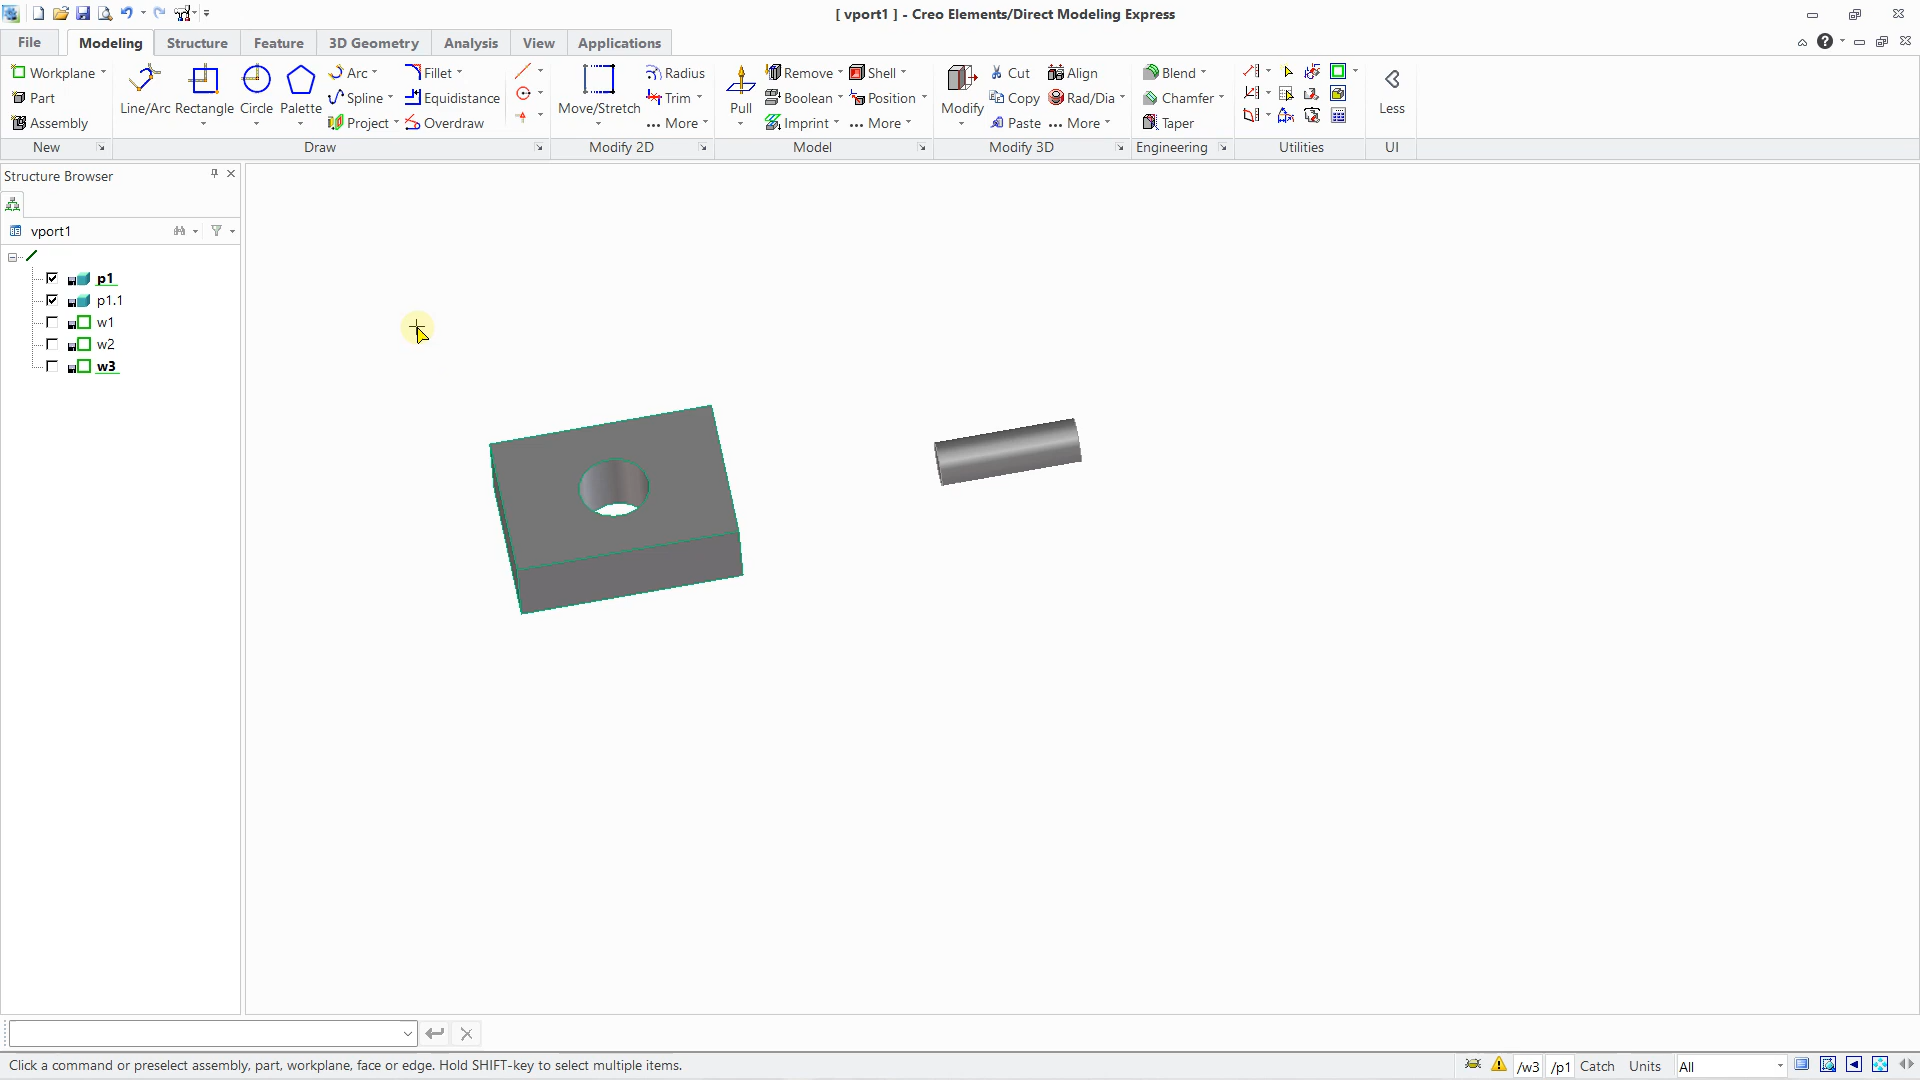 [ vport1 ] - Creo Elements/Direct Modeling Express
File Modeling Structure Feature 3D Geometry Analysis View Applications
Workplane
Part
Assembly
New
Line/Arc Rectangle Circle Palette
Arc Fillet
Spline Equidistance
Project Overdraw
Draw
Move/Stretch
Radius
Trim
... More
Modify 2D
Pull
Remove Shell
Boolean Position
Imprint ... More
Model
Modify
Cut Align
Copy Rad/Dia
Paste ... More
Modify 3D
Blend
Chamfer
Taper
Engineering
Utilities
Less
UI
Structure Browser
vport1
p1
p1.1
w1
w2
w3
Click a command or preselect assembly, part, workplane, face or edge. Hold SHIFT-key to select multiple items.
/w3 /p1 Catch Units All